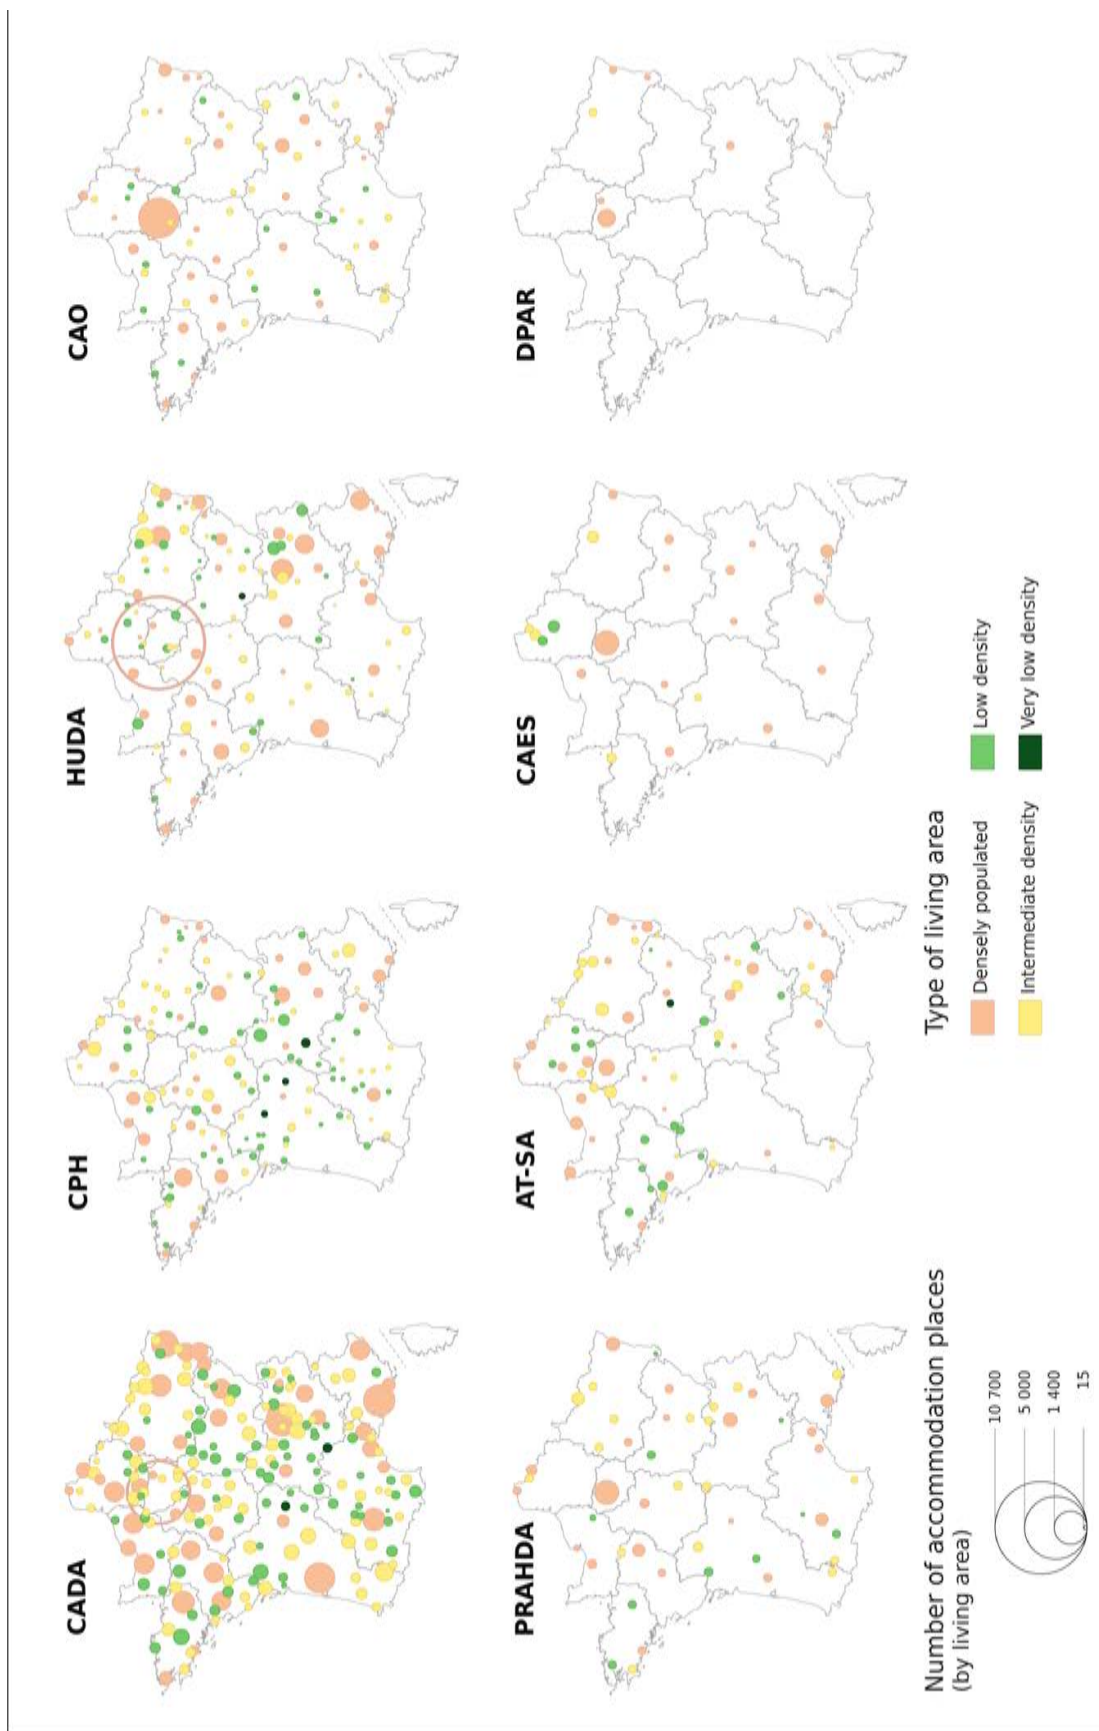 CADA
CPH
HUDA
CAO
PRAHDA
AT-SA
CAES
DPAR
Number of accommodation places
(by living area)
10 700
5 000
1 400
15
Type of living area
Densely populated
Low density
Intermediate density
Very low density